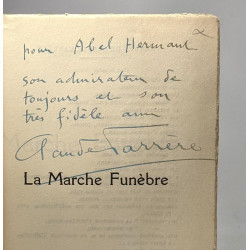 pour Abel Hermant
son admirateur de
toujours et son
très fidèle ami
Claude Farrère
La Marche Funèbre